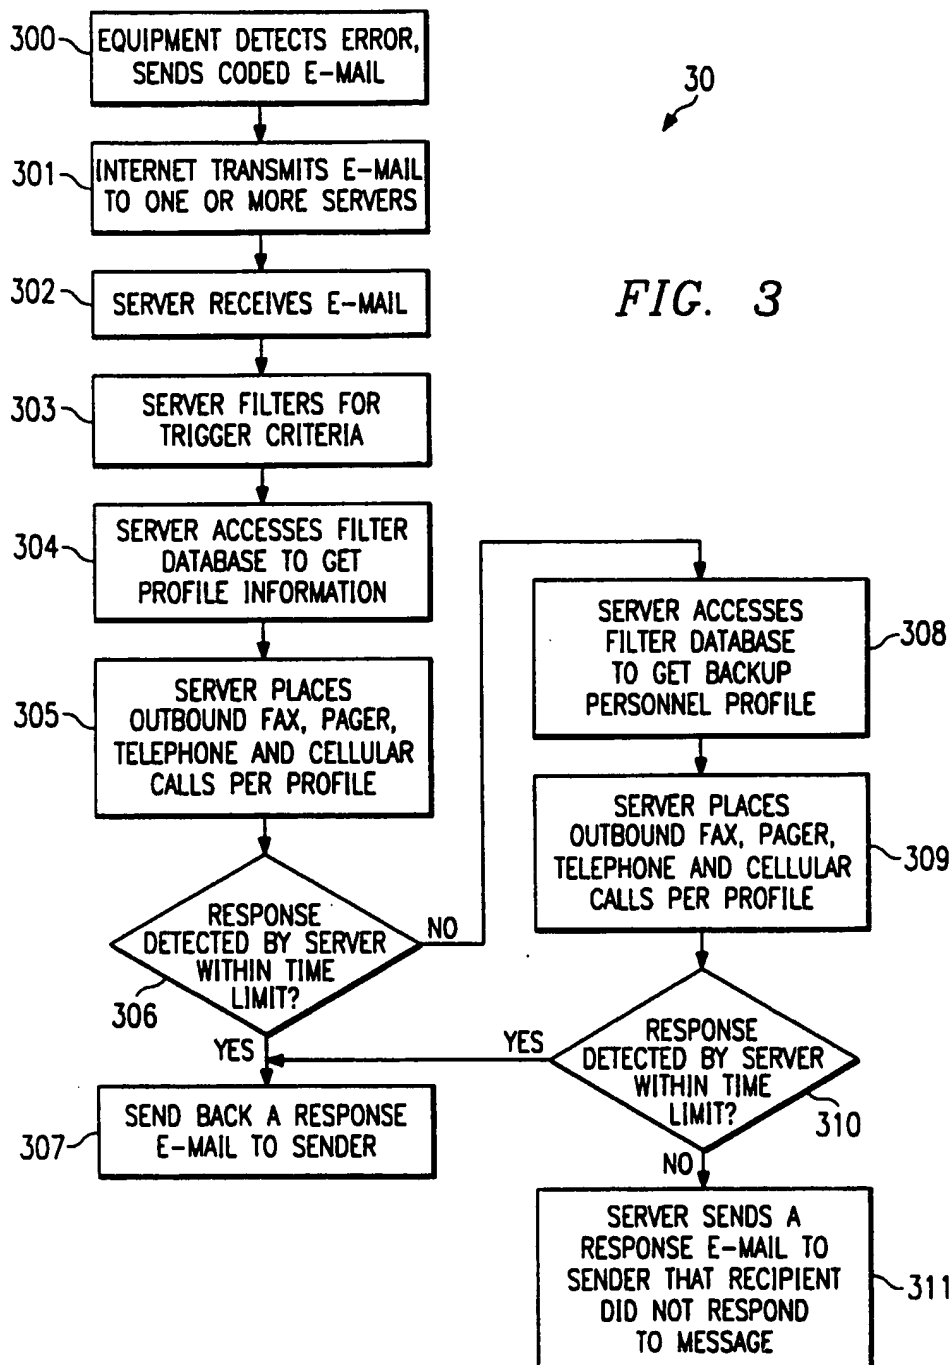 300
EQUIPMENT DETECTS ERROR,
SENDS CODED E-MAIL
30
301
INTERNET TRANSMITS E-MAIL
TO ONE OR MORE SERVERS
302
SERVER RECEIVES E-MAIL
FIG. 3
303
SERVER FILTERS FOR
TRIGGER CRITERIA
304
SERVER ACCESSES FILTER
DATABASE TO GET
PROFILE INFORMATION
305
SERVER PLACES
OUTBOUND FAX, PAGER,
TELEPHONE AND CELLULAR
CALLS PER PROFILE
RESPONSE
DETECTED BY SERVER
WITHIN TIME
LIMIT?
306
NO
YES
307
SEND BACK A RESPONSE
E-MAIL TO SENDER
SERVER ACCESSES
FILTER DATABASE
TO GET BACKUP
PERSONNEL PROFILE
308
SERVER PLACES
OUTBOUND FAX, PAGER,
TELEPHONE AND CELLULAR
CALLS PER PROFILE
309
YES
RESPONSE
DETECTED BY SERVER
WITHIN TIME
LIMIT?
310
NO
SERVER SENDS A
RESPONSE E-MAIL TO
SENDER THAT RECIPIENT
DID NOT RESPOND
TO MESSAGE
311